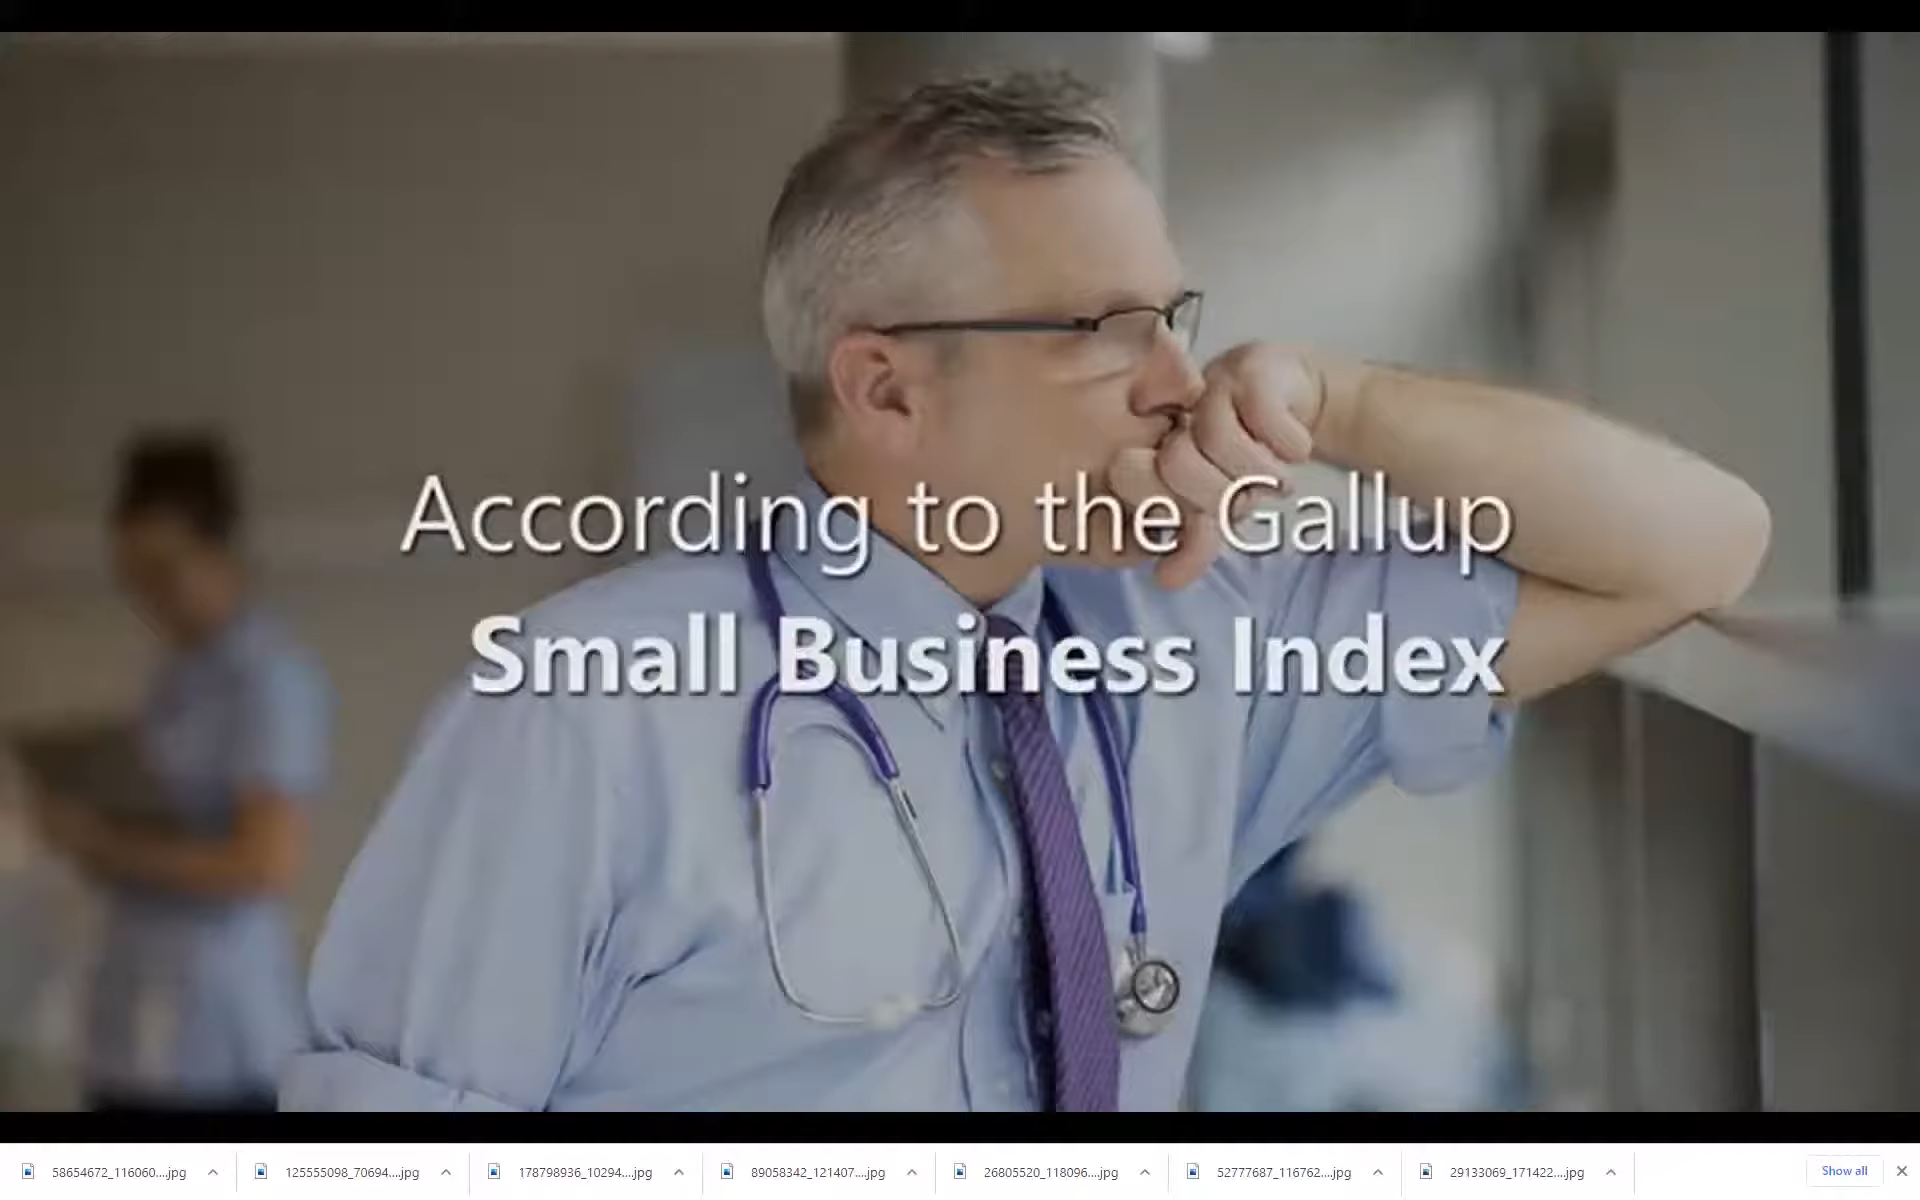 According to the Gallup
Small Business Index
58654672_116060....jpg
125555098_70694....jpg
178798936_10294....jpg
89058342_121407....jpg
26805520_118096....jpg
52777687_116762....jpg
29133069_171422....jpg
Show all